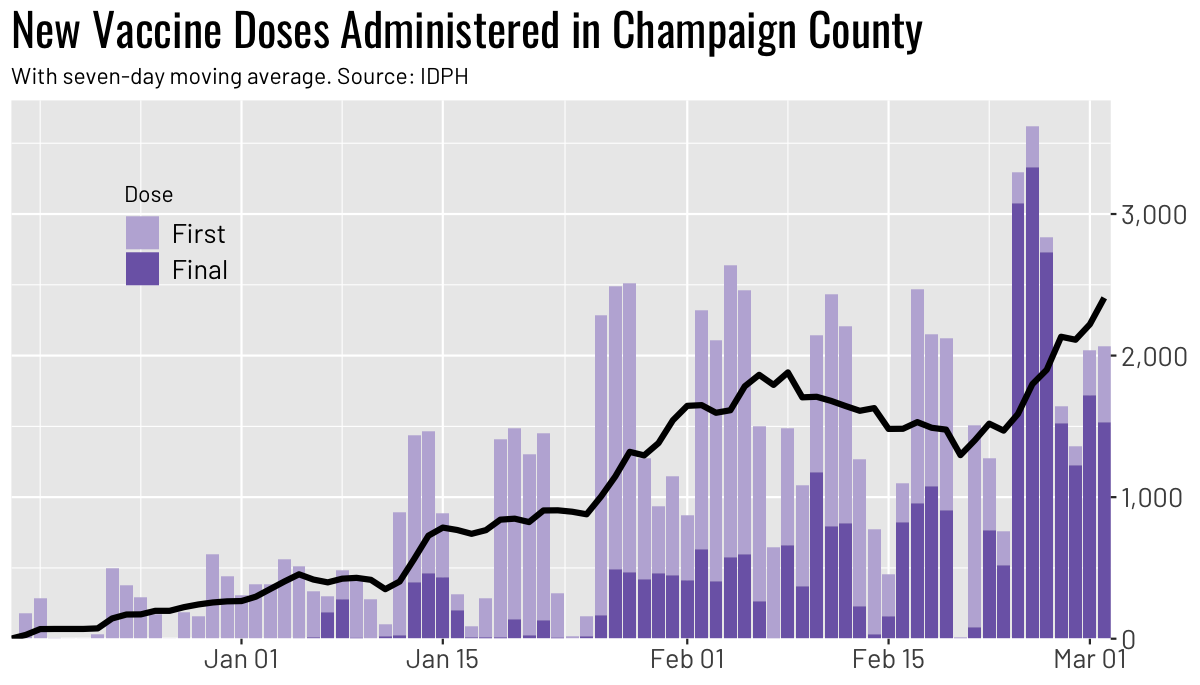 New Vaccine Doses Administered in Champaign County
With seven-day moving average. Source: IDPH
Dose
First
Final
3,000
2,000
1,000
0
Jan 01
Jan 15
Feb 01
Feb 15
Mar 01